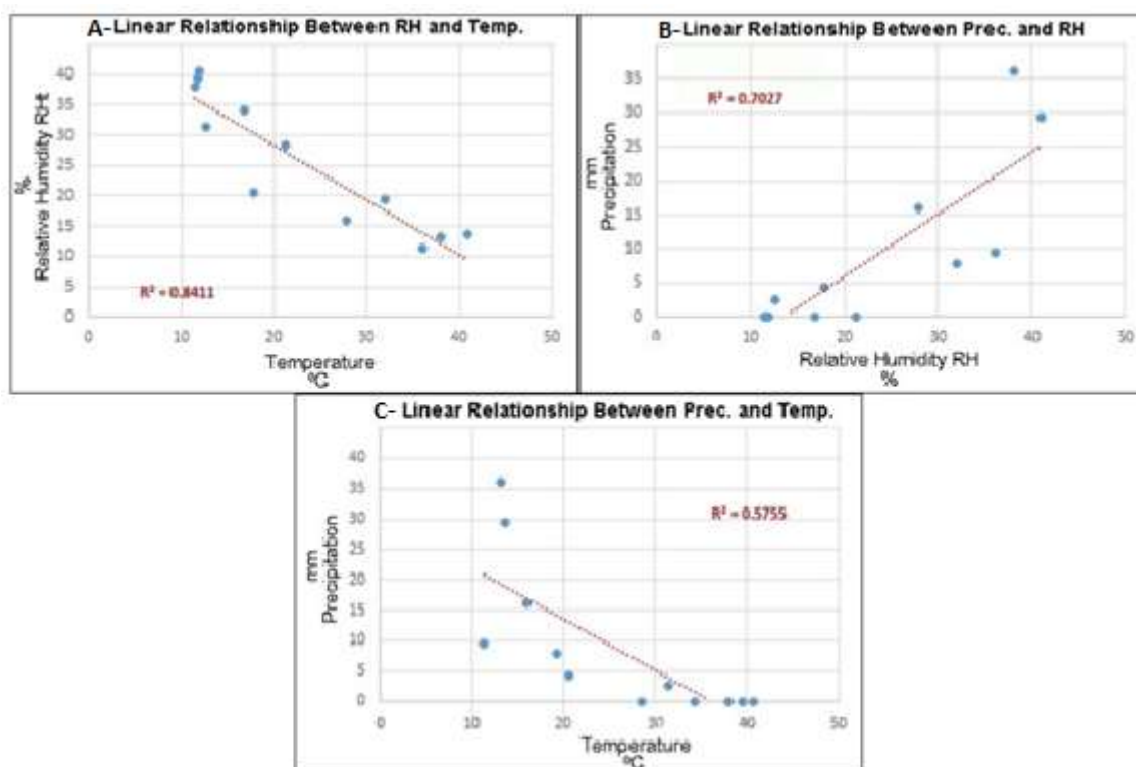 A-Linear Relationship Between RH and Temp.
40
35
30
25
20
15
10
5
0
%
Relative Humidity RHt
R² = 0.8411
0 10 20 30 40 50
Temperature
ºC
B-Linear Relationship Between Prec. and RH
35
30
25
20
15
10
5
0
mm
Precipitation
R² = 0.7027
0 10 20 30 40 50
Relative Humidity RH
%
C- Linear Relationship Between Prec. and Temp.
40
35
30
25
20
15
10
5
0
mm
Precipitation
R² = 0.5755
0 10 20 30 40 50
Temperature
ºC